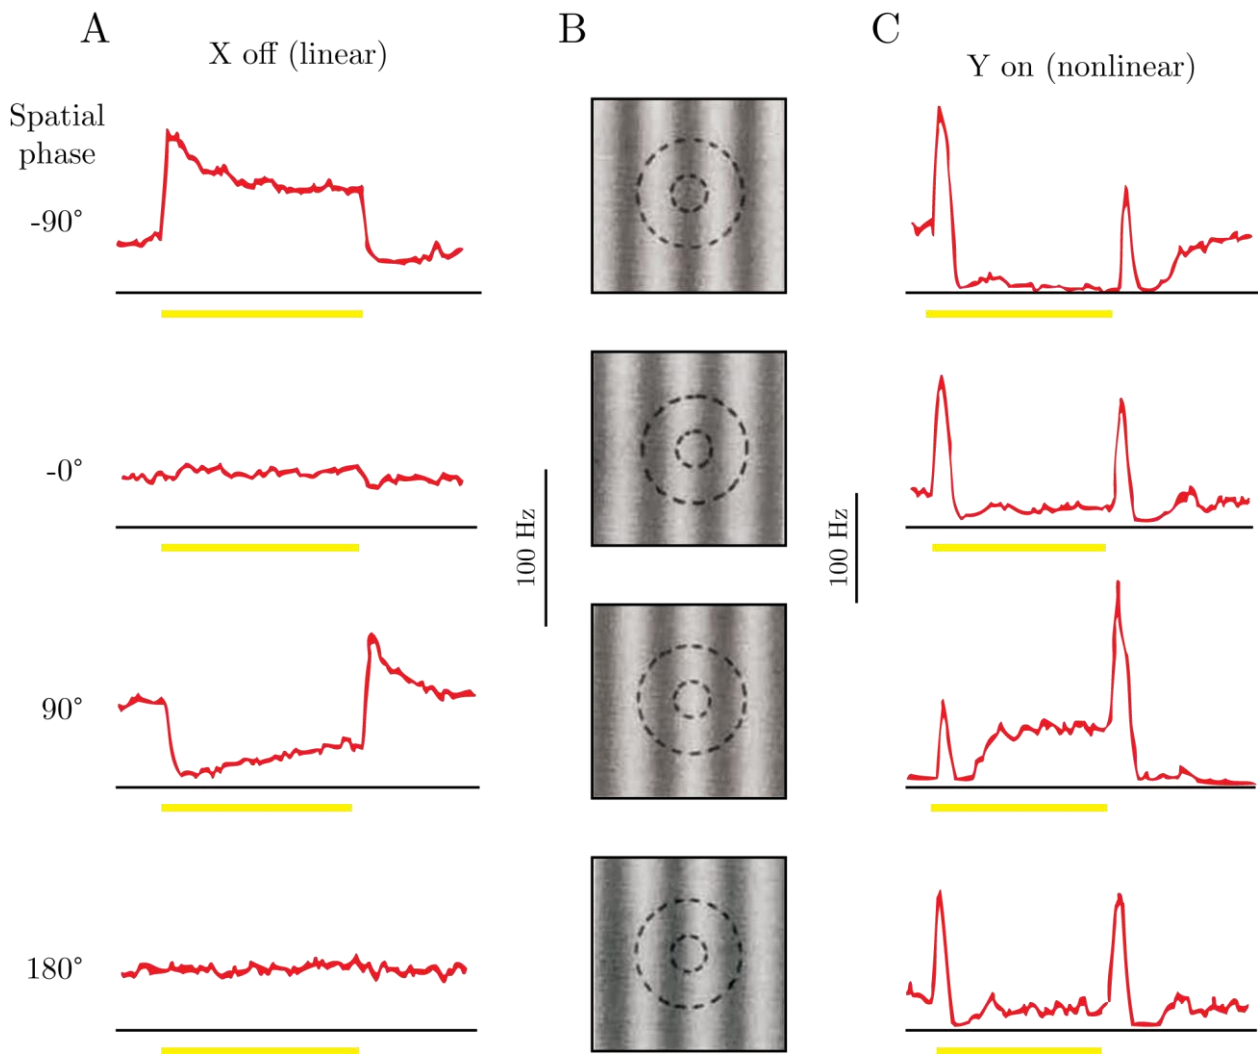 A
B
C
X off (linear)
Y on (nonlinear)
Spatial
phase
-90°
-0°
100 Hz
100 Hz
90°
180°